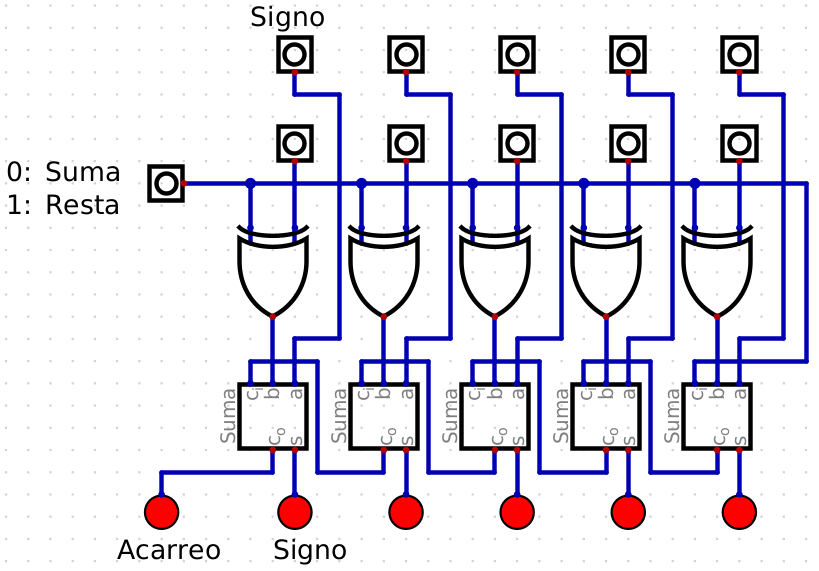 Signo
0: Suma
1: Resta
Suma ci b a co s
Suma ci b a co s
Suma ci b a co s
Suma ci b a co s
Suma ci b a co s
Acarreo
Signo